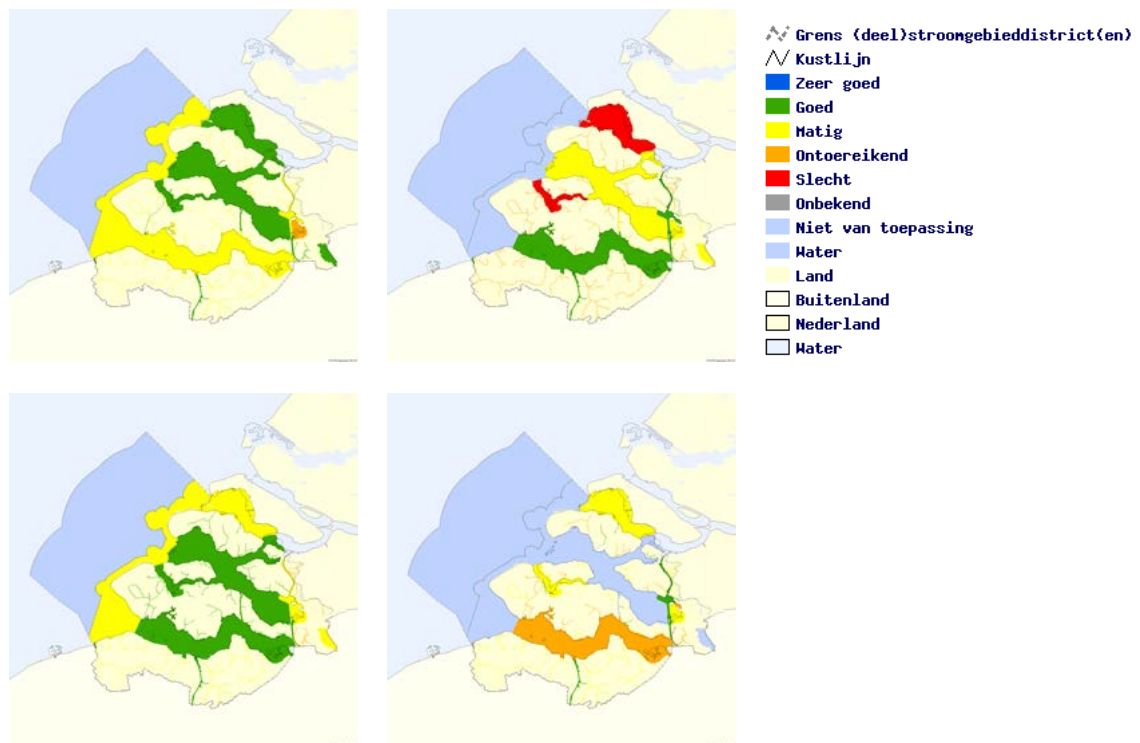 Grens (deel)stroomgebieddistrict(en)
Kustlijn
Zeer goed
Goed
Matig
Ontoereikend
Slecht
Onbekend
Niet van toepassing
Water
Land
Buitenland
Nederland
Water